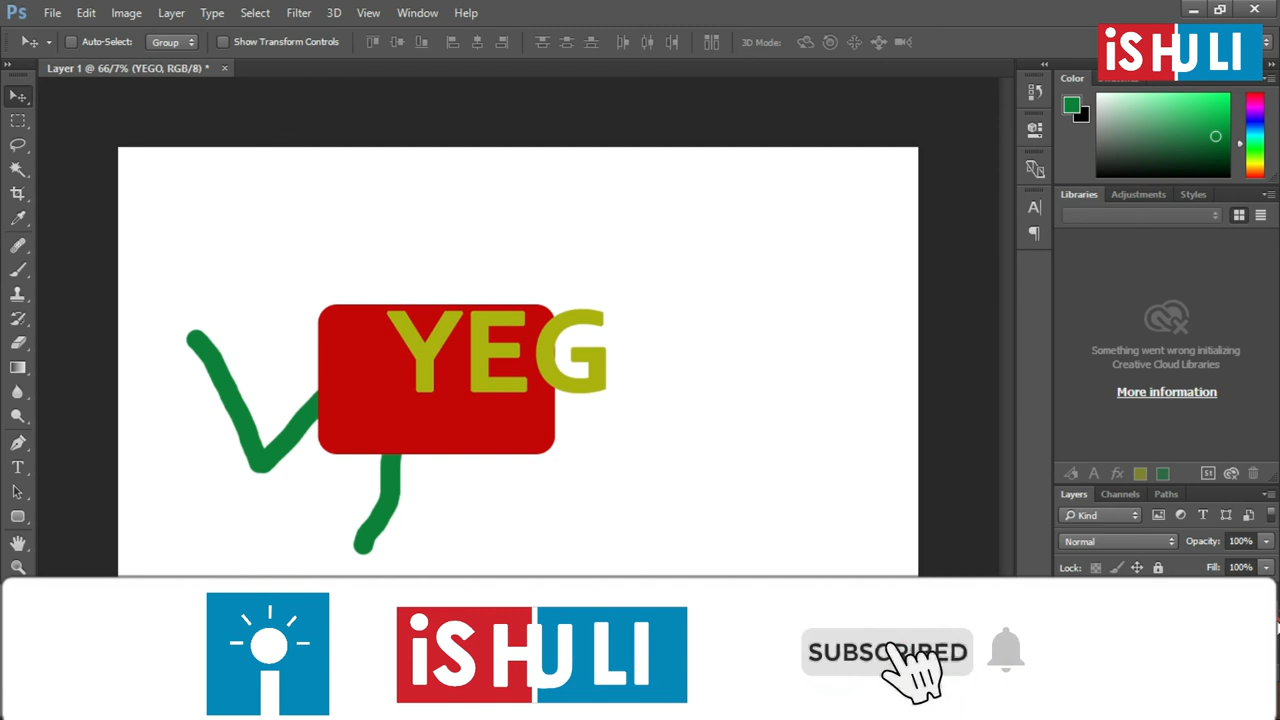 Ps File Edit Image Layer Type Select Filter 3D View Window Help
Auto-Select: Group Show Transform Controls 3D Mode:
iSHULI
Layer 1 @ 66/7% (YEGO, RGB/8) * ×
Color
Libraries Adjustments Styles
A|
YEG
Something went wrong initializing
Creative Cloud Libraries
More information
A fx St
Layers Channels Paths
Kind T
Normal Opacity: 100%
Lock: Fill: 100%
T
iSHULI
SUBSCRIBED